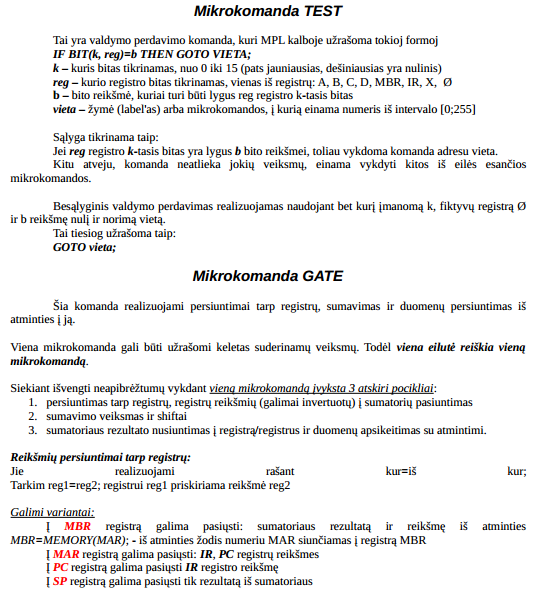 Mikrokomanda TEST
Tai yra valdymo perdavimo komanda, kuri MPL kalboje užrašoma tokioj formoj
IF BIT(k, reg)=b THEN GOTO VIETA;
k – kuris bitas tikrinamas, nuo 0 iki 15 (pats jauniausias, dešiniausias yra nulinis)
reg – kurio registro bitas tikrinamas, vienas iš registrų: A, B, C, D, MBR, IR, X, Ø
b – bito reikšmė, kuriai turi būti lygus reg registro k-tasis bitas
vieta – žymė (label'as) arba mikrokomandos, į kurią einama numeris iš intervalo [0;255]
Sąlyga tikrinama taip:
Jei reg registro k-tasis bitas yra lygus b bito reikšmei, toliau vykdoma komanda adresu vieta.
Kitu atveju, komanda neatlieka jokių veiksmų, einama vykdyti kitos iš eilės esančios
mikrokomandos.
Besąlyginis valdymo perdavimas realizuojamas naudojant bet kurį įmanomą k, fiktyvų registrą Ø
ir b reikšmę nulį ir norimą vietą.
Tai tiesiog užrašoma taip:
GOTO vieta;
Mikrokomanda GATE
Šia komanda realizuojami persiuntimai tarp registrų, sumavimas ir duomenų persiuntimas iš
atminties į ją.
Viena mikrokomanda gali būti užrašomi keletas suderinamų veiksmų. Todėl viena eilutė reiškia vieną
mikrokomandą.
Siekiant išvengti neapibrėžtumų vykdant vieną mikrokomandą įvyksta 3 atskiri pocikliai:
1. persiuntimas tarp registrų, registrų reikšmių (galimai invertuotų) į sumatorių pasiuntimas
2. sumavimo veiksmas ir shiftai
3. sumatoriaus rezultato nusiuntimas į registrą/registrus ir duomenų apsikeitimas su atmintimi.
Reikšmių persiuntimai tarp registrų:
Jie realizuojami rašant kur=iš kur;
Tarkim reg1=reg2; registrui reg1 priskiriama reikšmė reg2
Galimi variantai:
Į MBR registrą galima pasiųsti: sumatoriaus rezultatą ir reikšmę iš atminties
MBR=MEMORY(MAR); - iš atminties žodis numeriu MAR siunčiamas į registrą MBR
Į MAR registrą galima pasiųsti: IR, PC registrų reikšmes
Į PC registrą galima pasiųsti IR registro reikšmę
Į SP registrą galima pasiųsti tik rezultatą iš sumatoriaus